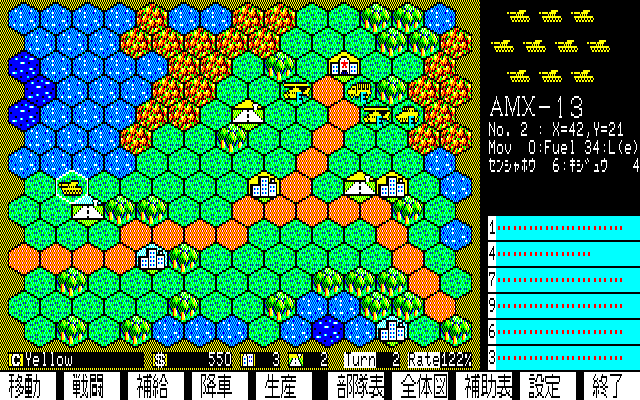 AMX-13
No. 2 : X=42,Y=21
Mov 0:Fuel 34:L(e)
ｾﾝｼｬﾎｳ 6:ｷｼﾞｭｳ 4
1
4
7
9
6
3
C Yellow $ 550 3 2 Turn 2 Rate122%
移動 戦闘 補給 降車 生産 部隊表 全体図 補助表 設定 終了